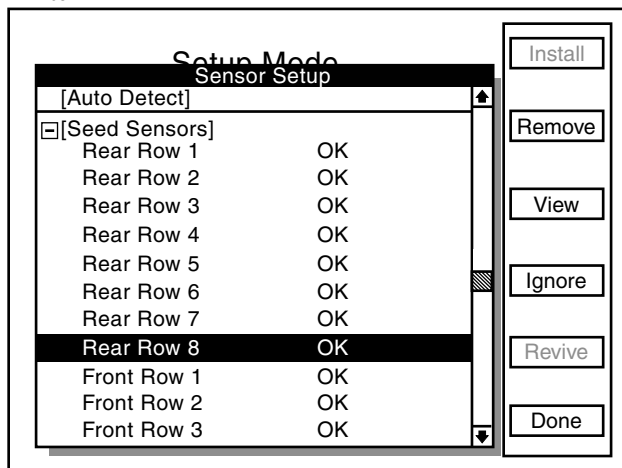 Setup Mode
Sensor Setup
[Auto Detect]
[Seed Sensors]
Rear Row 1 OK
Rear Row 2 OK
Rear Row 3 OK
Rear Row 4 OK
Rear Row 5 OK
Rear Row 6 OK
Rear Row 7 OK
Rear Row 8 OK
Front Row 1 OK
Front Row 2 OK
Front Row 3 OK
Install
Remove
View
Ignore
Revive
Done